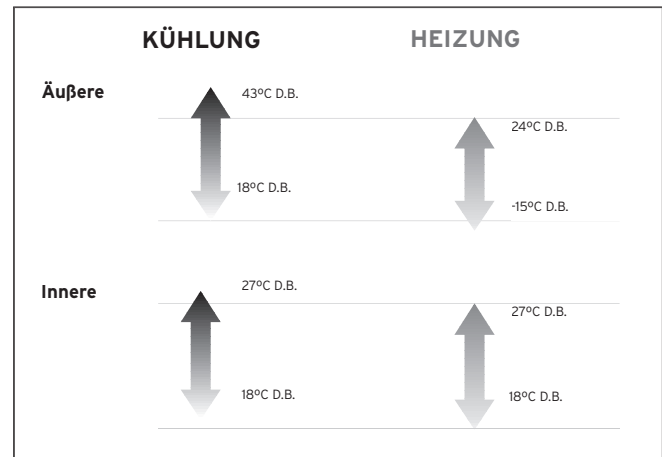 KÜHLUNG HEIZUNG
Äußere
43ºC D.B.
24ºC D.B.
18ºC D.B.
-15ºC D.B.
Innere
27ºC D.B.
27ºC D.B.
18ºC D.B.
18ºC D.B.